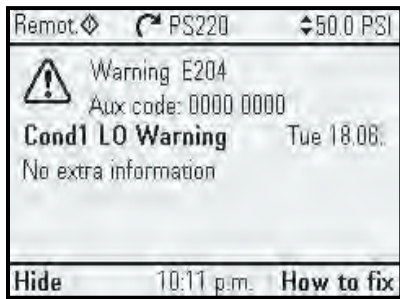 Remot. PS220 50.0 PSI
Warning E204
Aux code: 0000 0000
Cond1 LO Warning Tue 18.06.
No extra information
Hide 10:11 p.m. How to fix